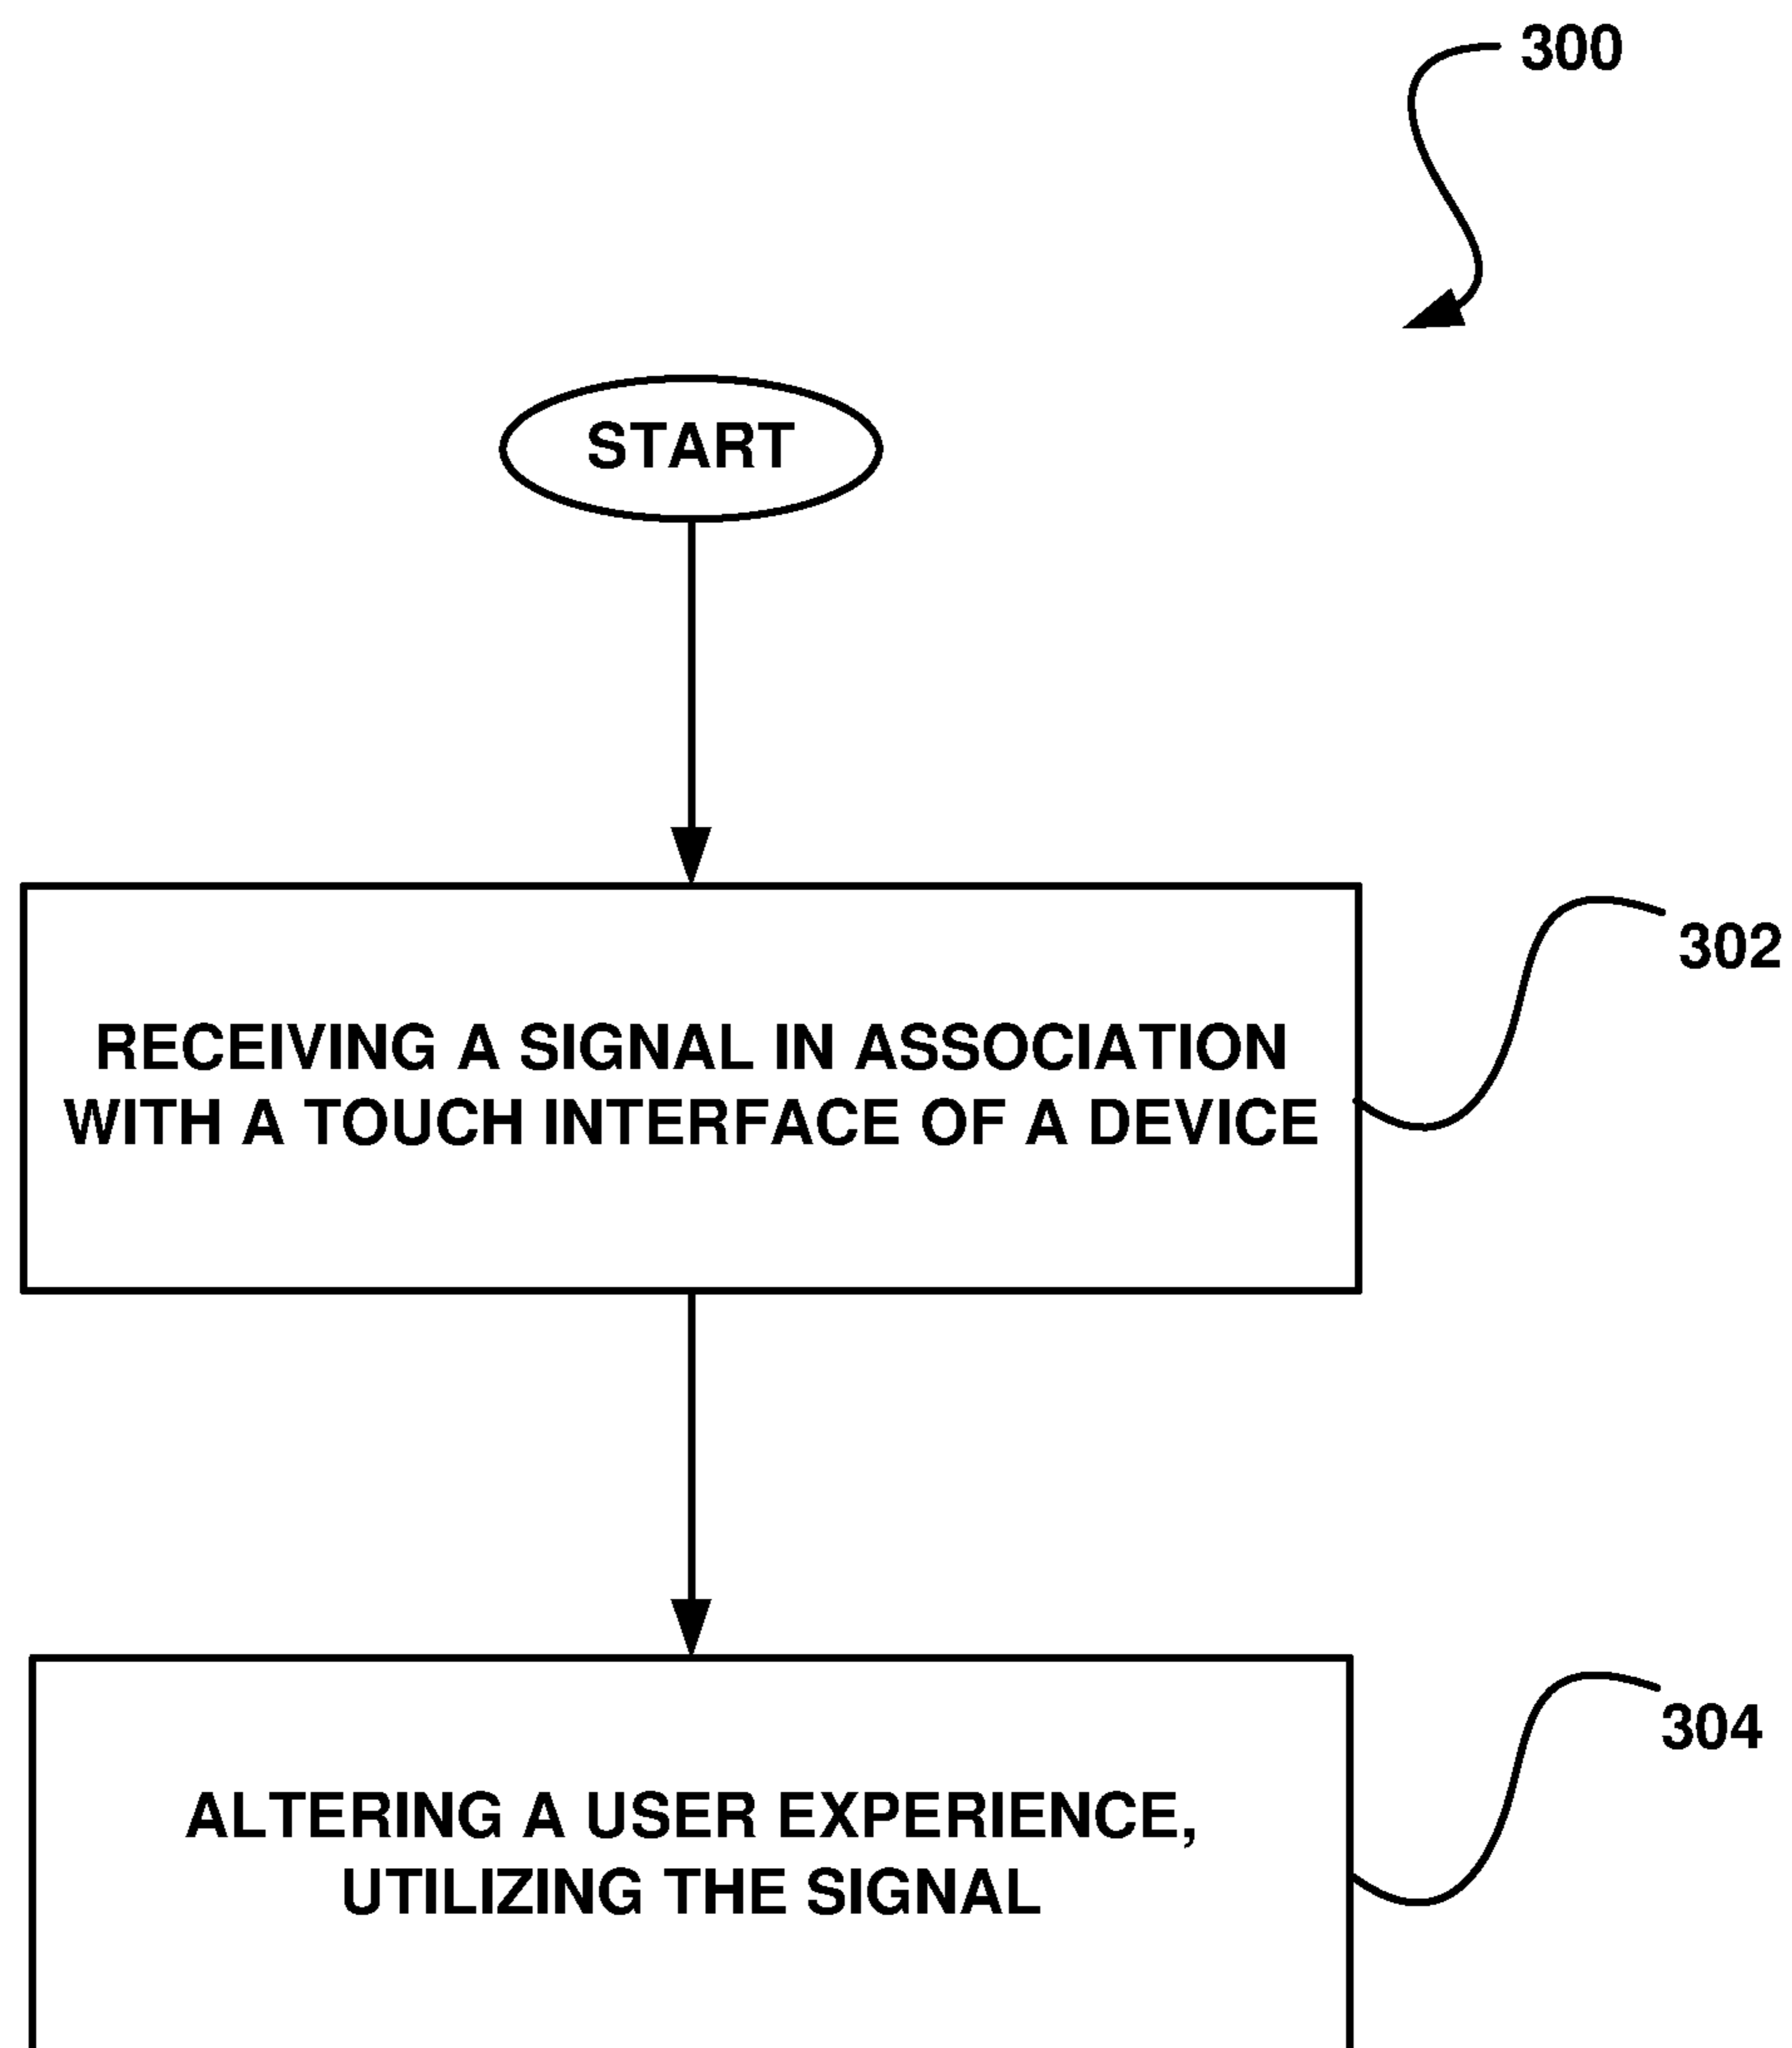 300
START
302
RECEIVING A SIGNAL IN ASSOCIATION
WITH A TOUCH INTERFACE OF A DEVICE
304
ALTERING A USER EXPERIENCE,
UTILIZING THE SIGNAL